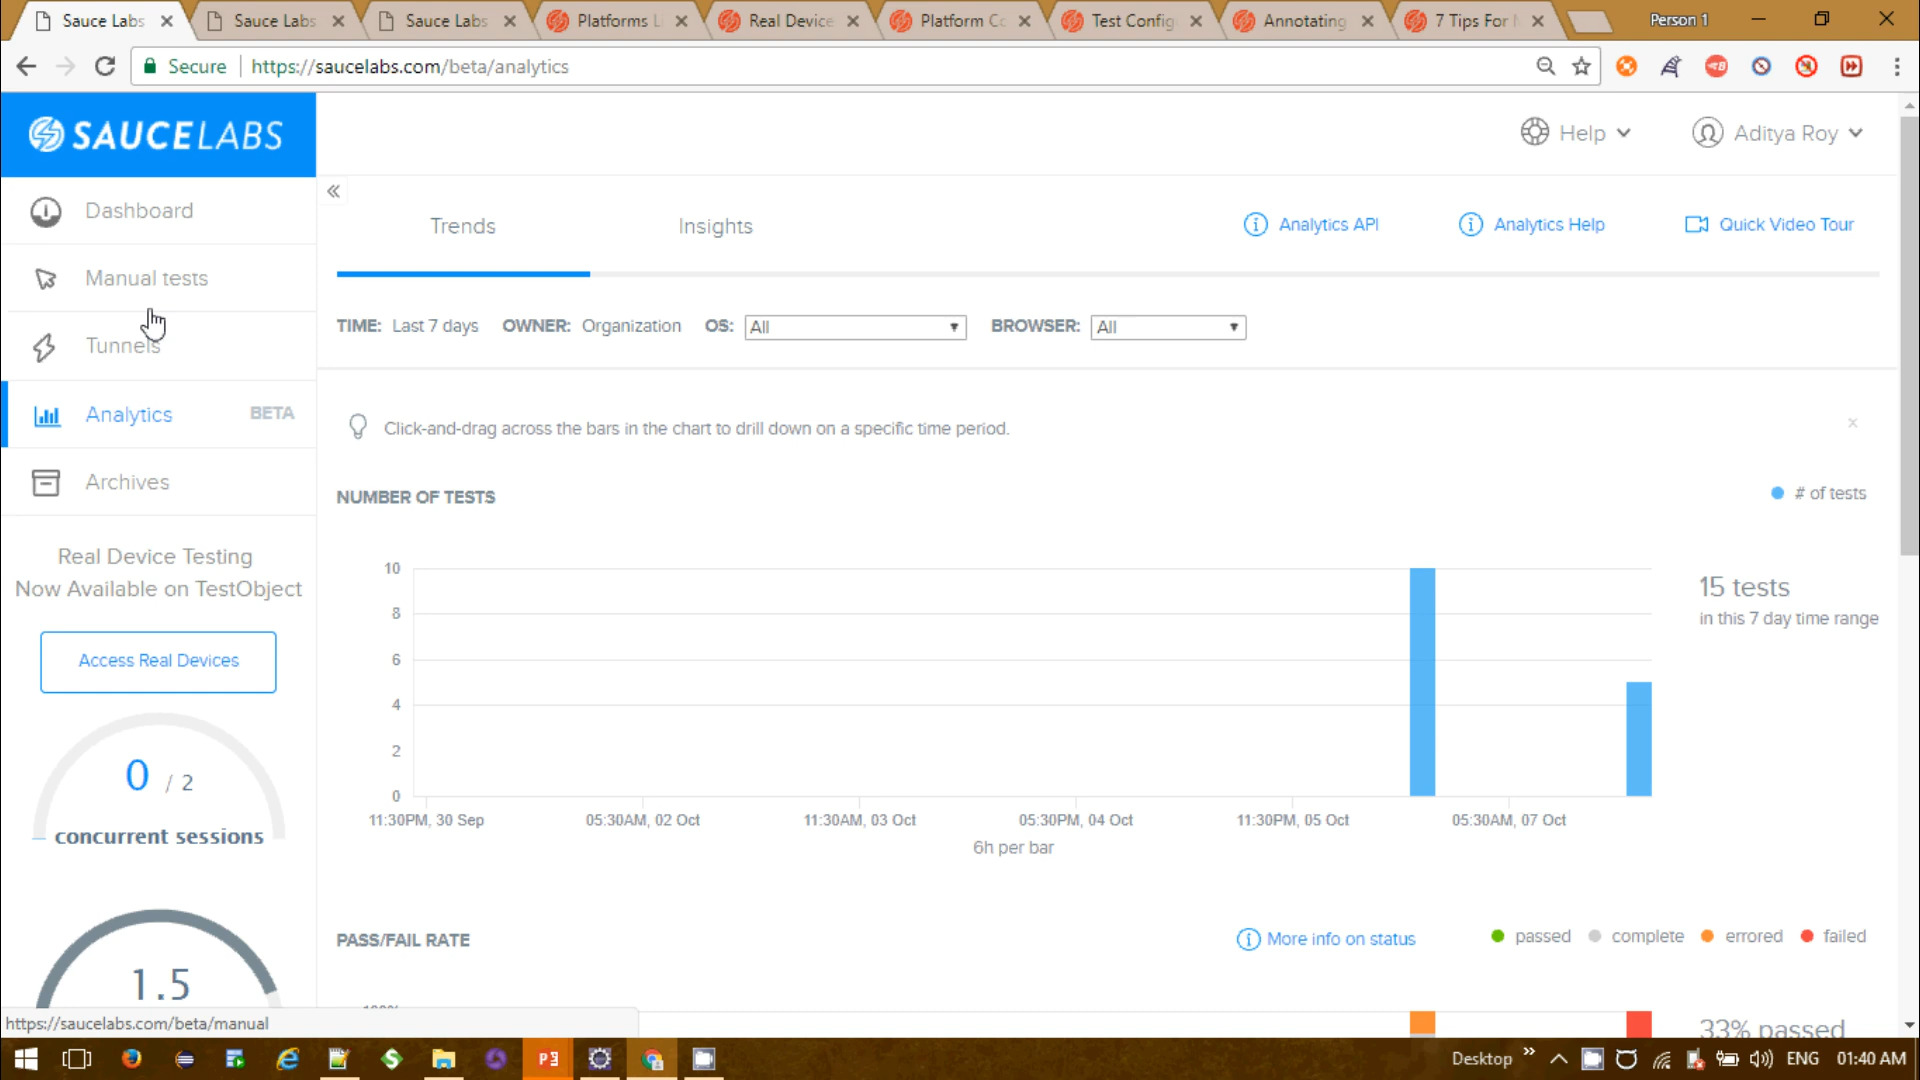 Sauce Labs
Sauce Labs
Sauce Labs
Platforms Li
Real Device
Platform Co
Test Config
Annotating
7 Tips For
Person 1
Secure
https://saucelabs.com/beta/analytics
SAUCELABS
Help
Aditya Roy
Dashboard
Manual tests
Tunnels
Analytics BETA
Archives
Real Device Testing
Now Available on TestObject
Access Real Devices
0 / 2
concurrent sessions
1.5
Trends
Insights
Analytics API
Analytics Help
Quick Video Tour
TIME: Last 7 days OWNER: Organization OS: All BROWSER: All
Click-and-drag across the bars in the chart to drill down on a specific time period.
NUMBER OF TESTS
# of tests
10
8
6
4
2
0
11:30PM, 30 Sep
05:30AM, 02 Oct
11:30AM, 03 Oct
05:30PM, 04 Oct
11:30PM, 05 Oct
05:30AM, 07 Oct
6h per bar
15 tests
in this 7 day time range
PASS/FAIL RATE
More info on status
passed
complete
errored
failed
33% passed
https://saucelabs.com/beta/manual
Desktop
ENG
01:40 AM